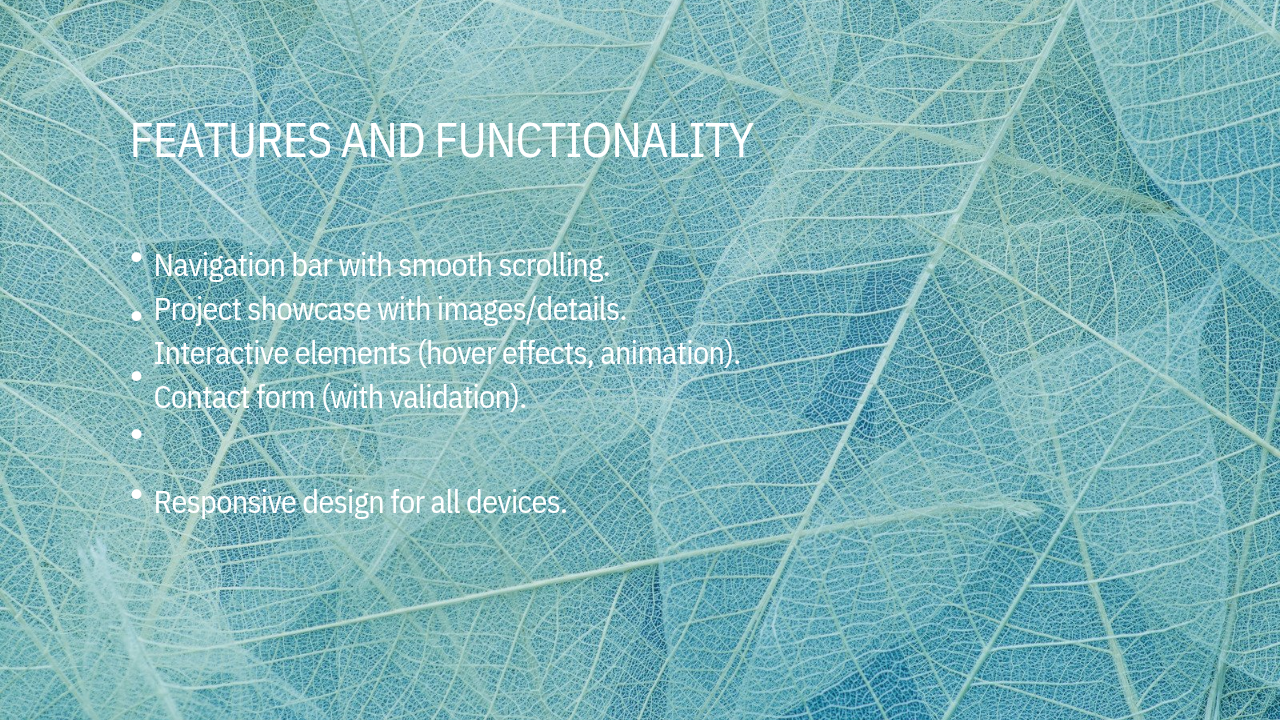 FEATURES AND FUNCTIONALITY
Navigation bar with smooth scrolling.
Project showcase with images/details.
Interactive elements (hover effects, animation).
Contact form (with validation).
Responsive design for all devices.